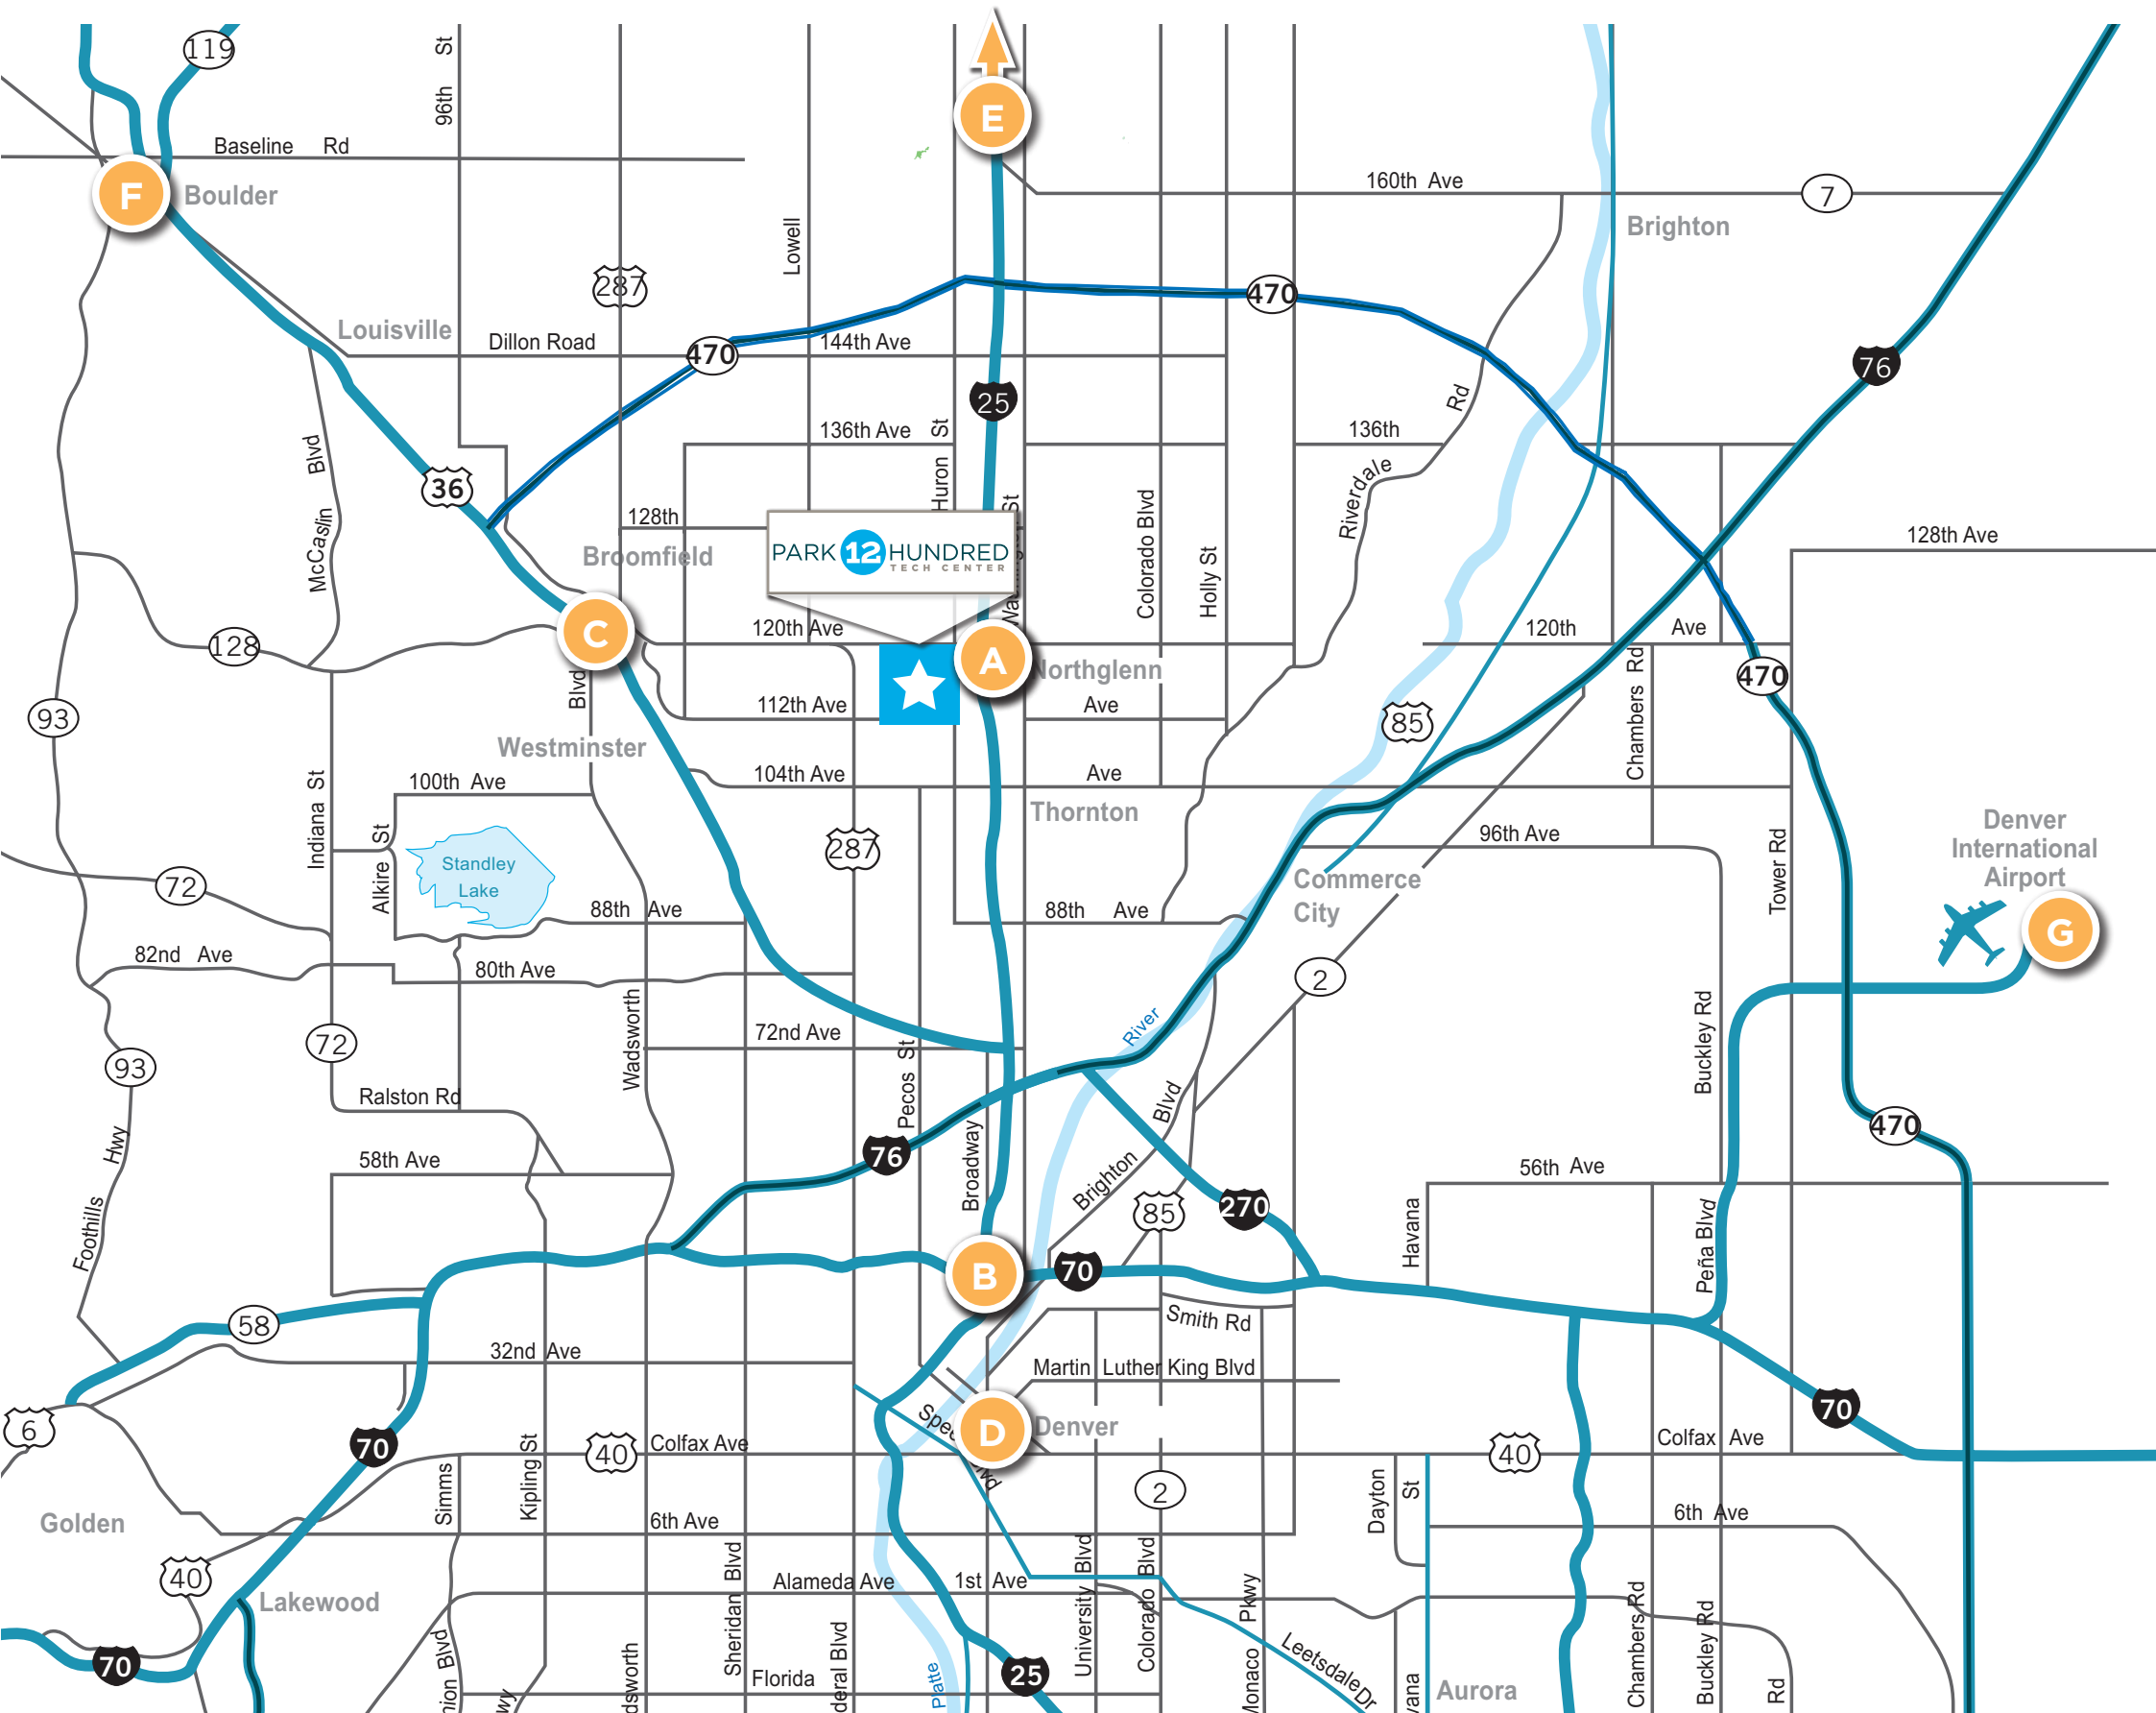 119
96th St
E
Baseline Rd
F
Boulder
160th Ave
7
Brighton
Lowell
287
470
Louisville
Dillon Road
470
144th Ave
76
25
Rd
136th Ave
Huron St
136th
Blvd
36
Riverdale
128th
Colorado Blvd
Holly St
McCaslin
Broomfield
PARK 12 HUNDRED
TECH CENTER
128th Ave
C
120th Ave
120th Ave
128
A
Northglenn
470
Blvd
93
112th Ave
Ave
85
Chambers Rd
Westminster
104th Ave
Ave
100th Ave
Indiana St
Thornton
Denver
International
Airport
Alkire St
Standley
Lake
287
96th Ave
Tower Rd
72
Commerce
City
88th Ave
88th Ave
G
82nd Ave
80th Ave
2
Wadsworth
72
72nd Ave
River
Buckley Rd
93
Pecos St
Ralston Rd
Blvd
470
Hwy
76
Broadway
58th Ave
56th Ave
Brighton
85
270
Foothills
Havana
Peña Blvd
B
70
58
Smith Rd
32nd Ave
Martin Luther King Blvd
6
70
D
Denver
70
40
Colfax Ave
40
Colfax Ave
Simms
Kipling St
2
Dayton St
Golden
6th Ave
6th Ave
40
Sheridan Blvd
Alameda Ave
1st Ave
University Blvd
Colorado Blvd
Pkwy
Lakewood
Chambers Rd
Buckley Rd
70
Blvd
Florida
Platte
25
Leetsdale Dr
Aurora
Rd